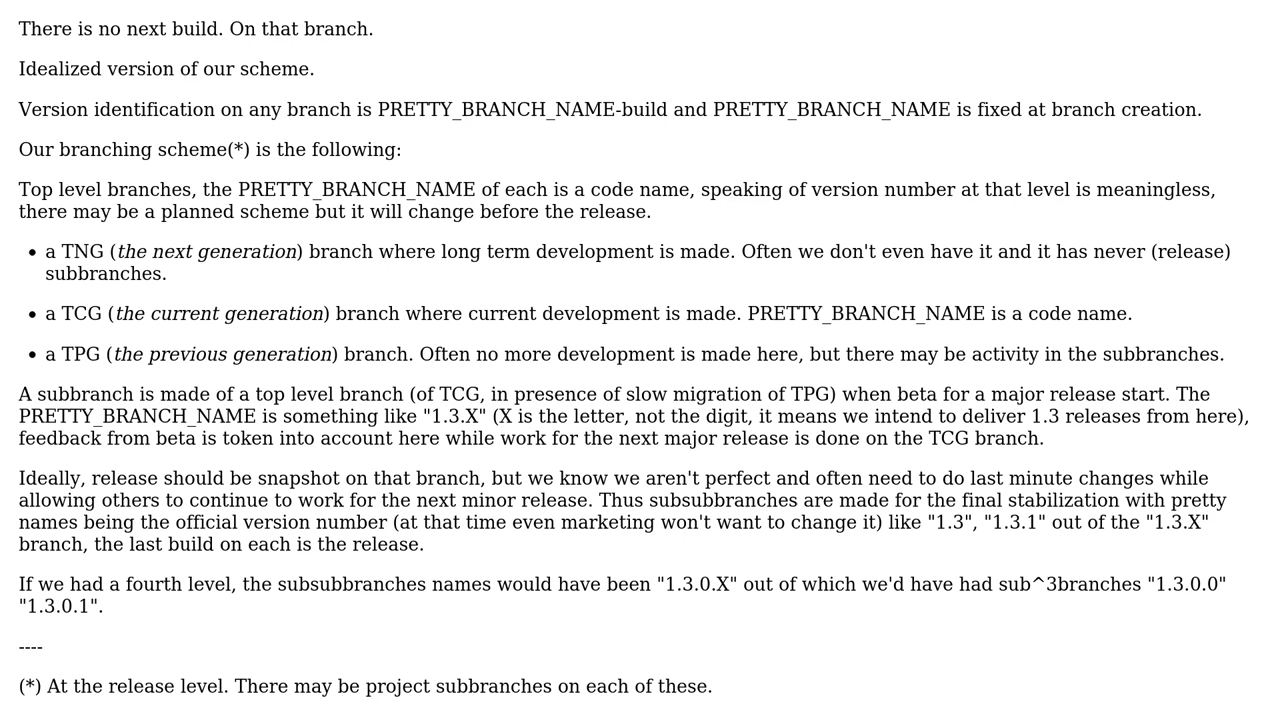 There is no next build. On that branch.
Idealized version of our scheme.
Version identification on any branch is PRETTY_BRANCH_NAME-build and PRETTY_BRANCH_NAME is fixed at branch creation.
Our branching scheme(*) is the following:
Top level branches, the PRETTY_BRANCH_NAME of each is a code name, speaking of version number at that level is meaningless,
there may be a planned scheme but it will change before the release.
• a TNG (the next generation) branch where long term development is made. Often we don't even have it and it has never (release)
subbranches.
• a TCG (the current generation) branch where current development is made. PRETTY_BRANCH_NAME is a code name.
• a TPG (the previous generation) branch. Often no more development is made here, but there may be activity in the subbranches.
A subbranch is made of a top level branch (of TCG, in presence of slow migration of TPG) when beta for a major release start. The
PRETTY_BRANCH_NAME is something like "1.3.X" (X is the letter, not the digit, it means we intend to deliver 1.3 releases from here),
feedback from beta is token into account here while work for the next major release is done on the TCG branch.
Ideally, release should be snapshot on that branch, but we know we aren't perfect and often need to do last minute changes while
allowing others to continue to work for the next minor release. Thus subsubbranches are made for the final stabilization with pretty
names being the official version number (at that time even marketing won't want to change it) like "1.3", "1.3.1" out of the "1.3.X"
branch, the last build on each is the release.
If we had a fourth level, the subsubbranches names would have been "1.3.0.X" out of which we'd have had sub^3branches "1.3.0.0"
"1.3.0.1".
----
(*) At the release level. There may be project subbranches on each of these.